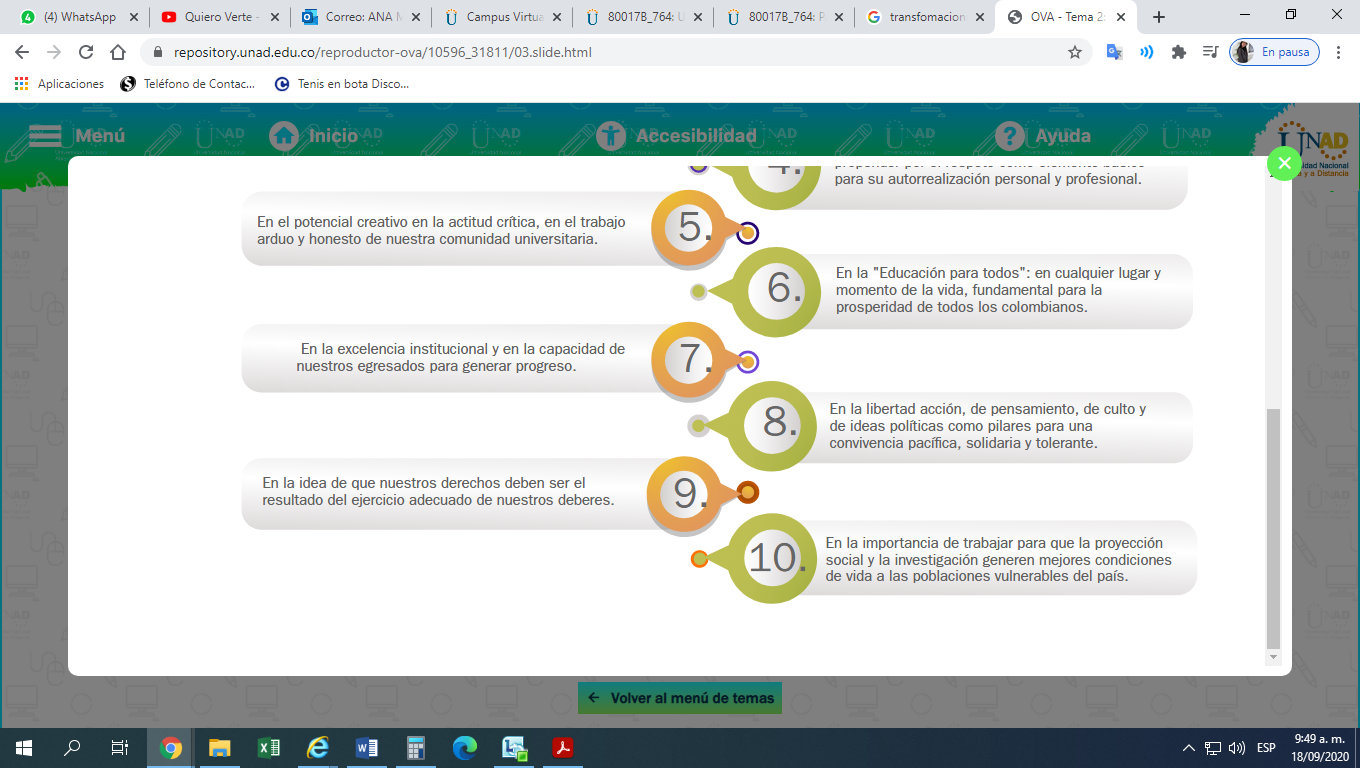 (4) WhatsApp
Quiero Verte -
Correo: ANA M
Campus Virtua
80017B_764: U
80017B_764: P
transfomacion
OVA - Tema 2:
repository.unad.edu.co/reproductor-ova/10596_31811/03.slide.html
En pausa
Aplicaciones
Teléfono de Contac...
Tenis en bota Disco...
Menú
Inicio
Accesibilidad
Ayuda
UNAD
4.
para su autorrealización personal y profesional.
En el potencial creativo en la actitud crítica, en el trabajo
arduo y honesto de nuestra comunidad universitaria.
5.
6.
En la "Educación para todos": en cualquier lugar y
momento de la vida, fundamental para la
prosperidad de todos los colombianos.
En la excelencia institucional y en la capacidad de
nuestros egresados para generar progreso.
7.
8.
En la libertad acción, de pensamiento, de culto y
de ideas políticas como pilares para una
convivencia pacífica, solidaria y tolerante.
En la idea de que nuestros derechos deben ser el
resultado del ejercicio adecuado de nuestros deberes.
9.
10.
En la importancia de trabajar para que la proyección
social y la investigación generen mejores condiciones
de vida a las poblaciones vulnerables del país.
Volver al menú de temas
ESP
9:49 a. m.
18/09/2020